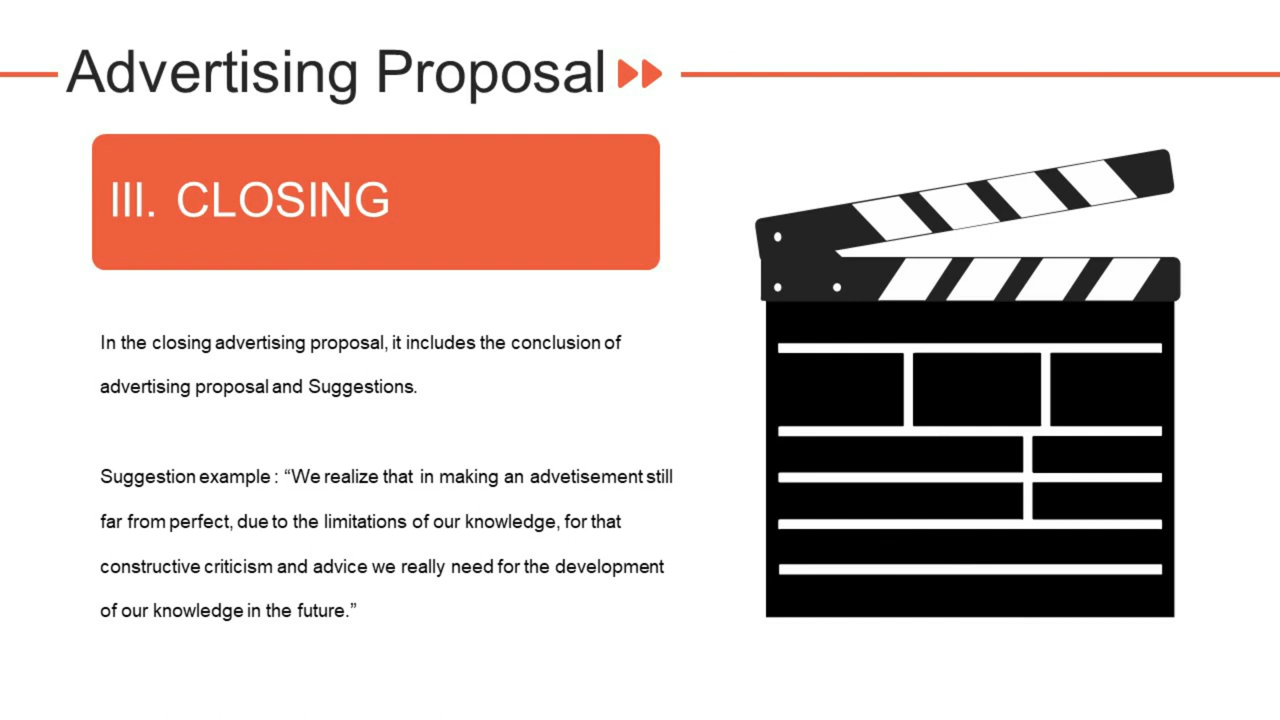 Advertising Proposal
III. CLOSING
In the closing advertising proposal, it includes the conclusion of
advertising proposal and Suggestions.
Suggestion example : “We realize that in making an advetisement still
far from perfect, due to the limitations of our knowledge, for that
constructive criticism and advice we really need for the development
of our knowledge in the future.”